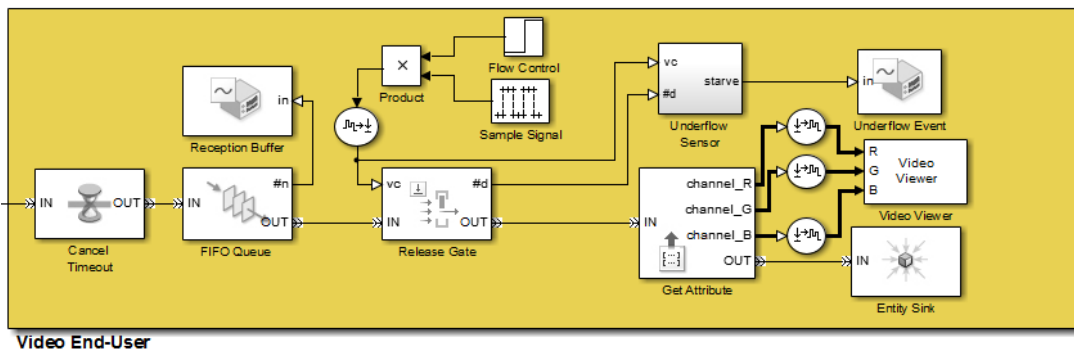 Flow Control
Product
Sample Signal
in
Reception Buffer
vc
#d
starve
Underflow
Sensor
in
Underflow Event
IN
OUT
Cancel
Timeout
#n
IN
OUT
FIFO Queue
vc
#d
IN
OUT
Release Gate
channel_R
channel_G
IN
channel_B
OUT
[...]
Get Attribute
R
G
B
Video
Viewer
Video Viewer
IN
Entity Sink
Video End-User